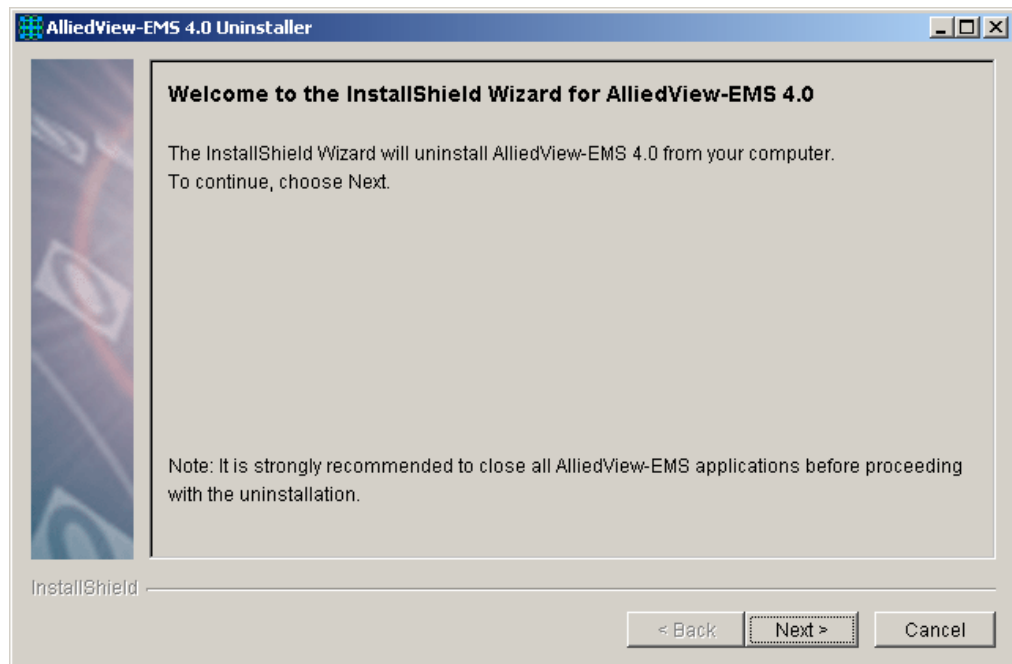 AlliedView-EMS 4.0 Uninstaller
Welcome to the InstallShield Wizard for AlliedView-EMS 4.0
The InstallShield Wizard will uninstall AlliedView-EMS 4.0 from your computer.
To continue, choose Next.
Note: It is strongly recommended to close all AlliedView-EMS applications before proceeding
with the uninstallation.
InstallShield
< Back
Next >
Cancel